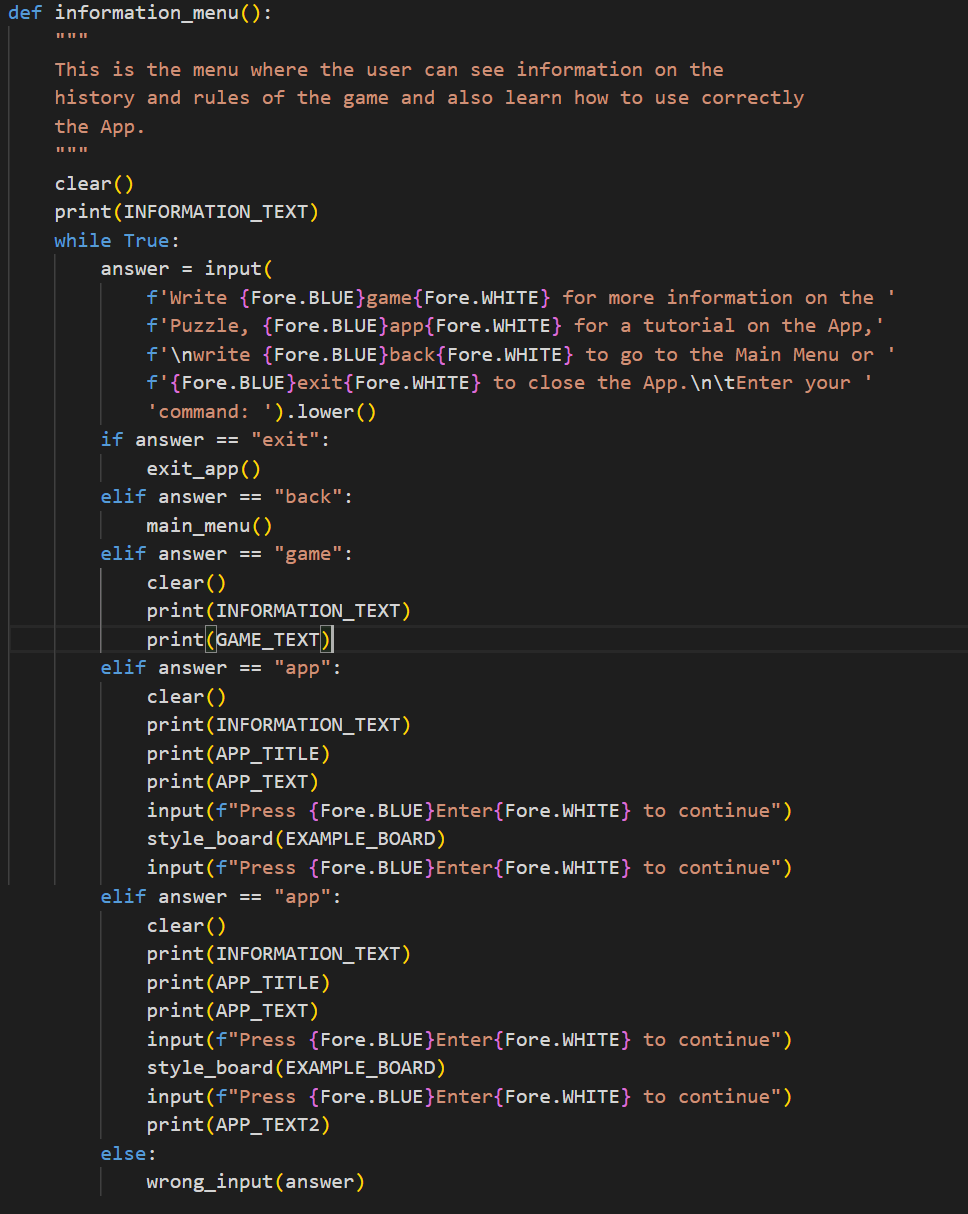 def information_menu():
    """
    This is the menu where the user can see information on the
    history and rules of the game and also learn how to use correctly
    the App.
    """
    clear()
    print(INFORMATION_TEXT)
    while True:
        answer = input(
            f'Write {Fore.BLUE}game{Fore.WHITE} for more information on the '
            f'Puzzle, {Fore.BLUE}app{Fore.WHITE} for a tutorial on the App,'
            f'\nwrite {Fore.BLUE}back{Fore.WHITE} to go to the Main Menu or '
            f'{Fore.BLUE}exit{Fore.WHITE} to close the App.\n\tEnter your '
            'command: ').lower()
        if answer == "exit":
            exit_app()
        elif answer == "back":
            main_menu()
        elif answer == "game":
            clear()
            print(INFORMATION_TEXT)
            print(GAME_TEXT)
        elif answer == "app":
            clear()
            print(INFORMATION_TEXT)
            print(APP_TITLE)
            print(APP_TEXT)
            input(f"Press {Fore.BLUE}Enter{Fore.WHITE} to continue")
            style_board(EXAMPLE_BOARD)
            input(f"Press {Fore.BLUE}Enter{Fore.WHITE} to continue")
        elif answer == "app":
            clear()
            print(INFORMATION_TEXT)
            print(APP_TITLE)
            print(APP_TEXT)
            input(f"Press {Fore.BLUE}Enter{Fore.WHITE} to continue")
            style_board(EXAMPLE_BOARD)
            input(f"Press {Fore.BLUE}Enter{Fore.WHITE} to continue")
            print(APP_TEXT2)
        else:
            wrong_input(answer)